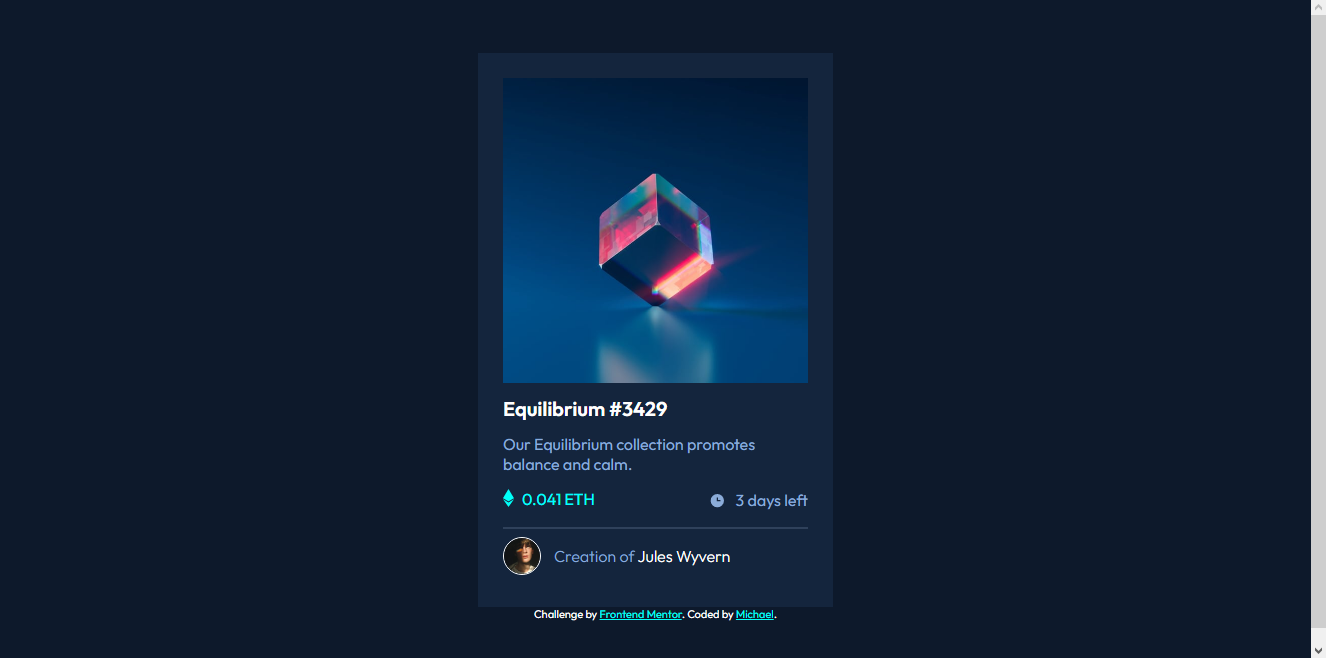 Equilibrium #3429
Our Equilibrium collection promotes
balance and calm.
0.041 ETH
3 days left
Creation of Jules Wyvern
Challenge by Frontend Mentor. Coded by Michael.